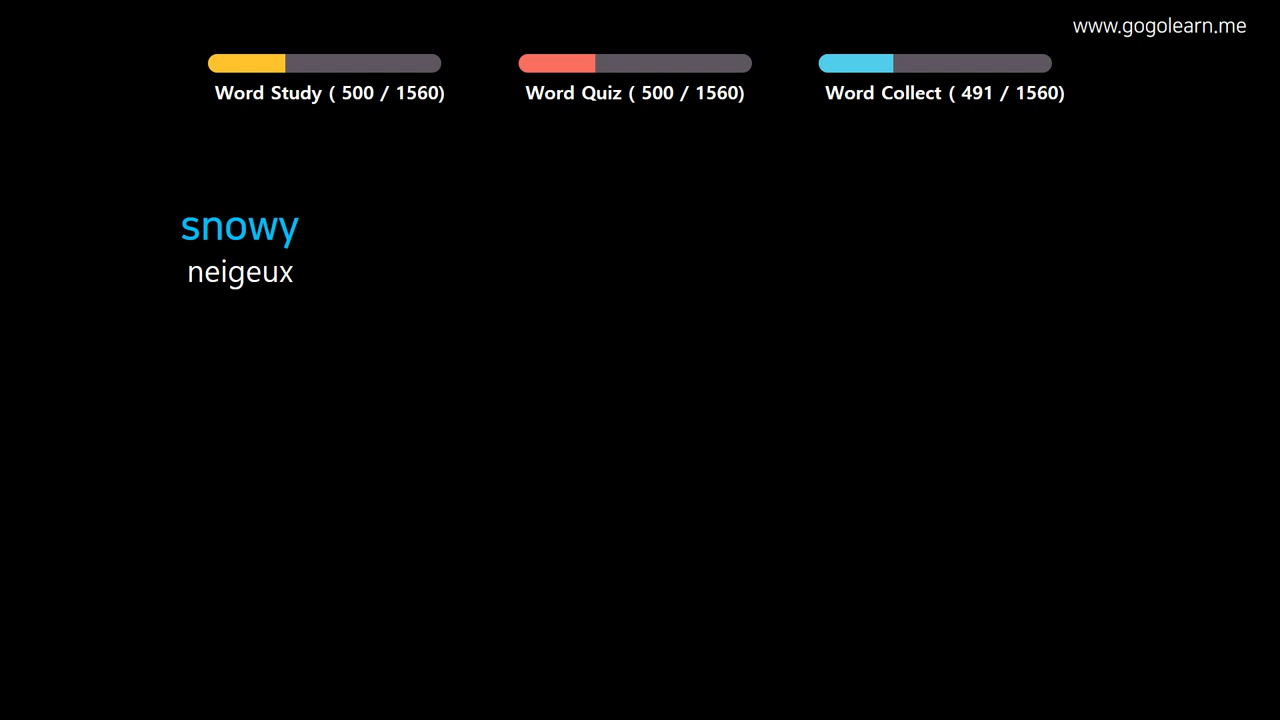 www.gogolearn.me
Word Study ( 500 / 1560)
Word Quiz ( 500 / 1560)
Word Collect ( 491 / 1560)
snowy
neigeux